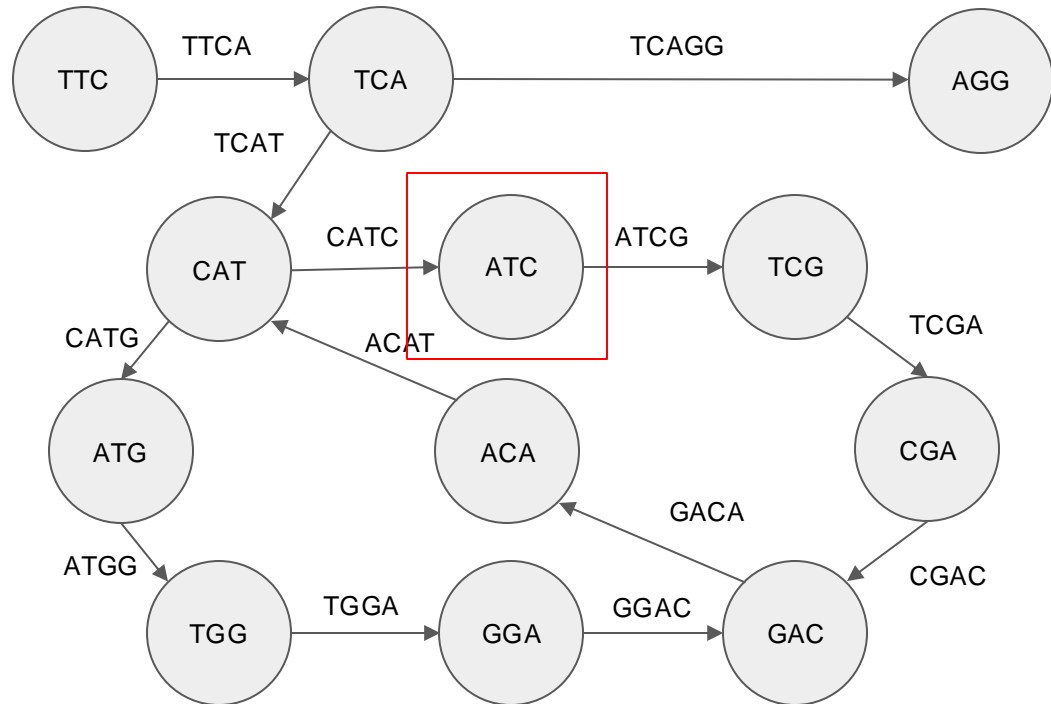 TTCA
TCAGG
TTC
TCA
AGG
TCAT
CATC
ATCG
CAT
ATC
TCG
TCGA
CATG
ACAT
ATG
ACA
CGA
GACA
ATGG
CGAC
TGGA
GGAC
TGG
GGA
GAC